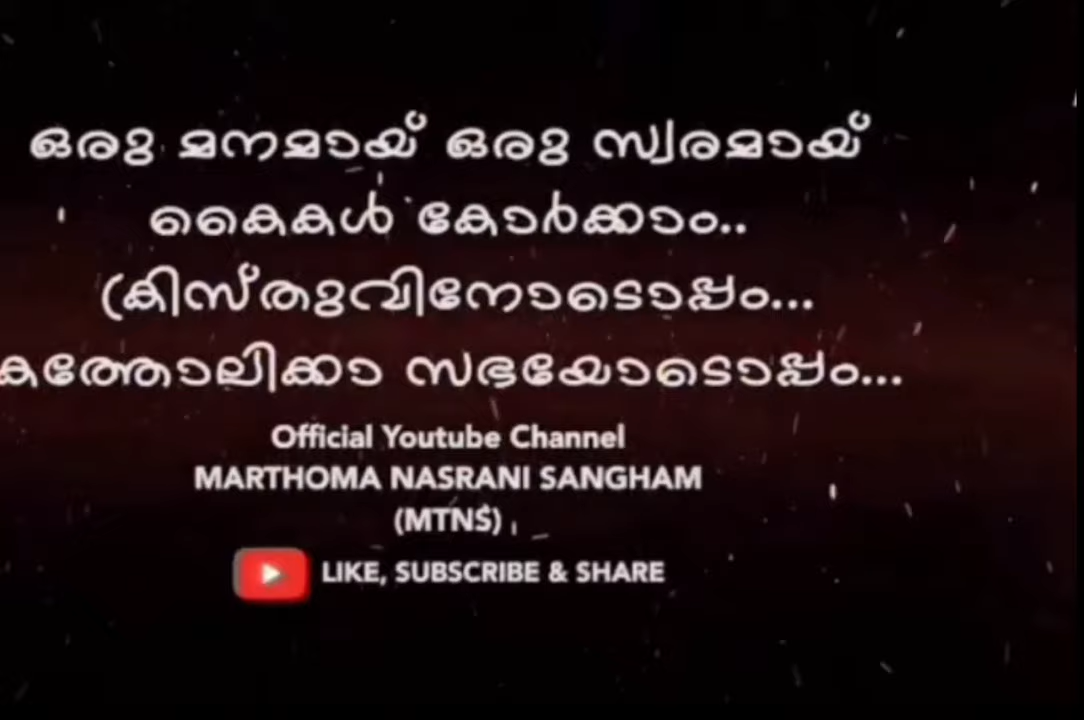 ഒരു മനമായ് ഒരു സ്വരമായ്
കൈകൾ കോർക്കാം..
ക്രിസ്തുവിനോടൊപ്പം...
കത്തോലിക്കാ സഭയോടൊപ്പം...
Official Youtube Channel
MARTHOMA NASRANI SANGHAM
(MTNS)
LIKE, SUBSCRIBE & SHARE